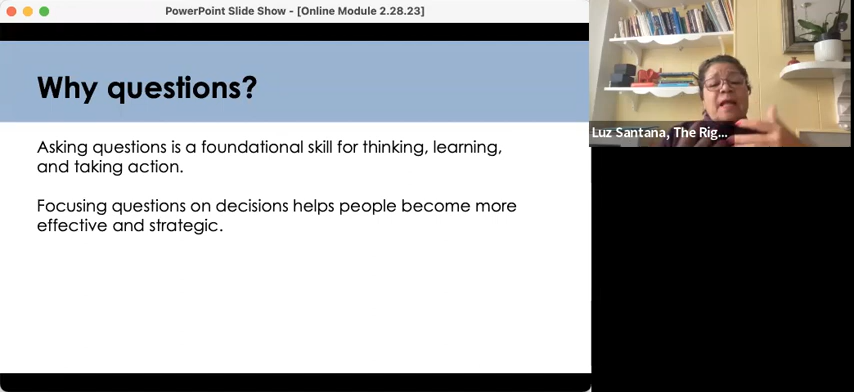 PowerPoint Slide Show - [Online Module 2.28.23]
Why questions?
Asking questions is a foundational skill for thinking, learning,
and taking action.
Focusing questions on decisions helps people become more
effective and strategic.
Luz Santana, The Rig...